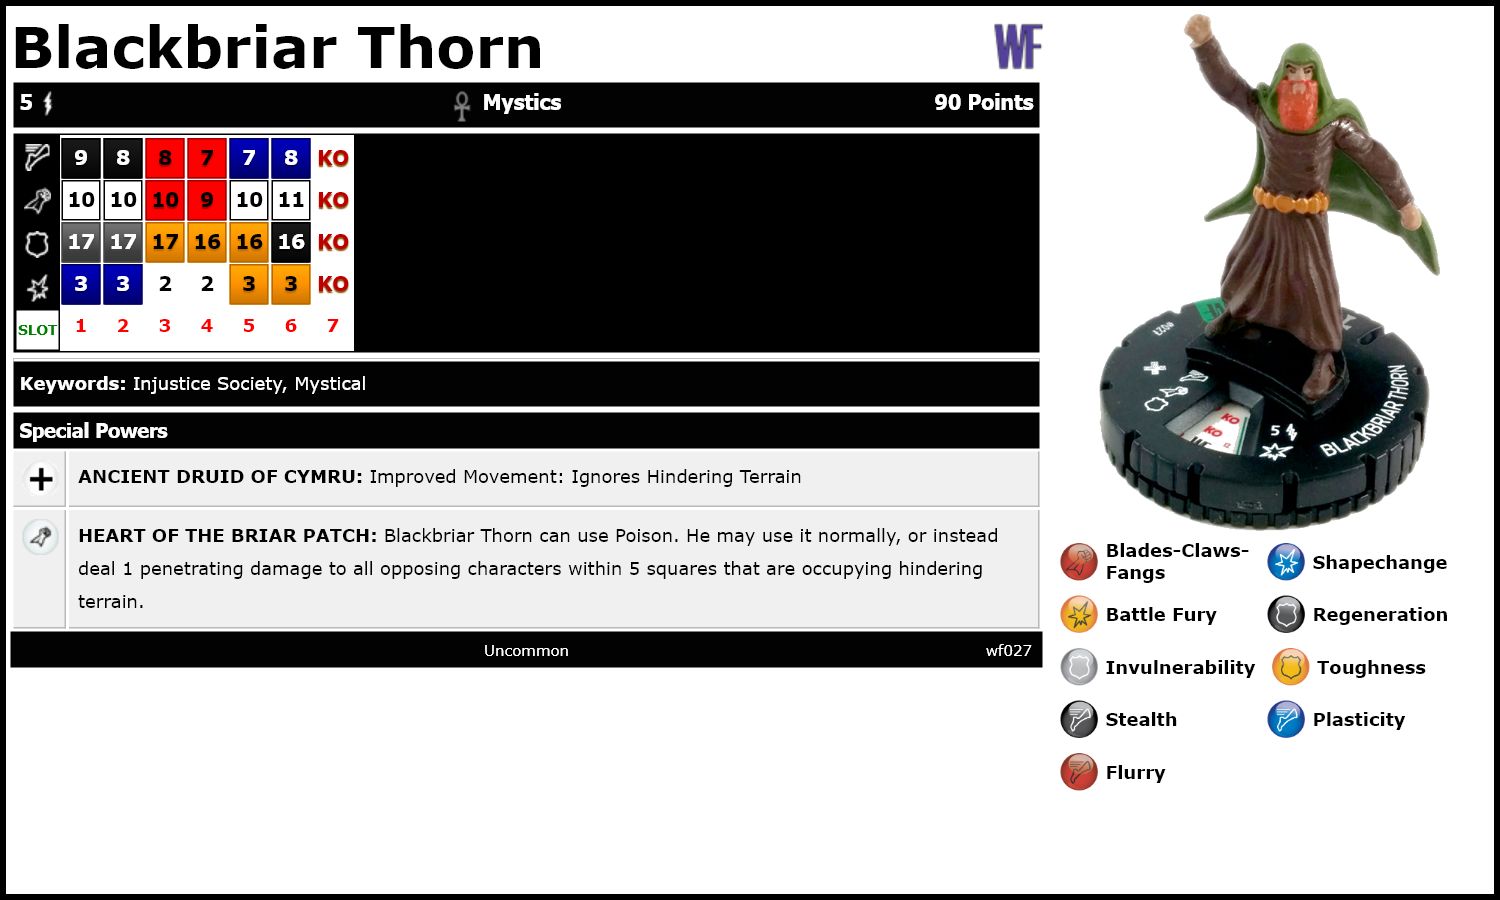 Blackbriar Thorn
WF
5 Mystics 90 Points
9 8 8 7 7 8 KO
10 10 10 9 10 11 KO
17 17 17 16 16 16 KO
3 3 2 2 3 3 KO
SLOT 1 2 3 4 5 6 7
Keywords: Injustice Society, Mystical
Special Powers
ANCIENT DRUID OF CYMRU: Improved Movement: Ignores Hindering Terrain
HEART OF THE BRIAR PATCH: Blackbriar Thorn can use Poison. He may use it normally, or instead
deal 1 penetrating damage to all opposing characters within 5 squares that are occupying hindering
terrain.
Uncommon wf027
KO
KO
5
BLACKBRIAR THORN
Blades-Claws-
Fangs
Shapechange
Battle Fury
Regeneration
Invulnerability
Toughness
Stealth
Plasticity
Flurry